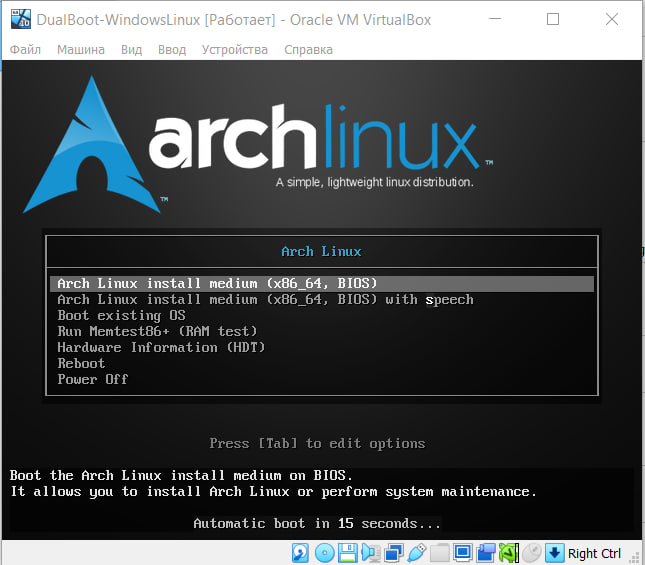 DualBoot-WindowsLinux [Работает] - Oracle VM VirtualBox
Файл Машина Вид Ввод Устройства Справка
archlinux™
A simple, lightweight linux distribution.
™
Arch Linux
Arch Linux install medium (x86_64, BIOS)
Arch Linux install medium (x86_64, BIOS) with speech
Boot existing OS
Run Memtest86+ (RAM test)
Hardware Information (HDT)
Reboot
Power Off
Press [Tab] to edit options
Boot the Arch Linux install medium on BIOS.
It allows you to install Arch Linux or perform system maintenance.
Automatic boot in 15 seconds...
Right Ctrl